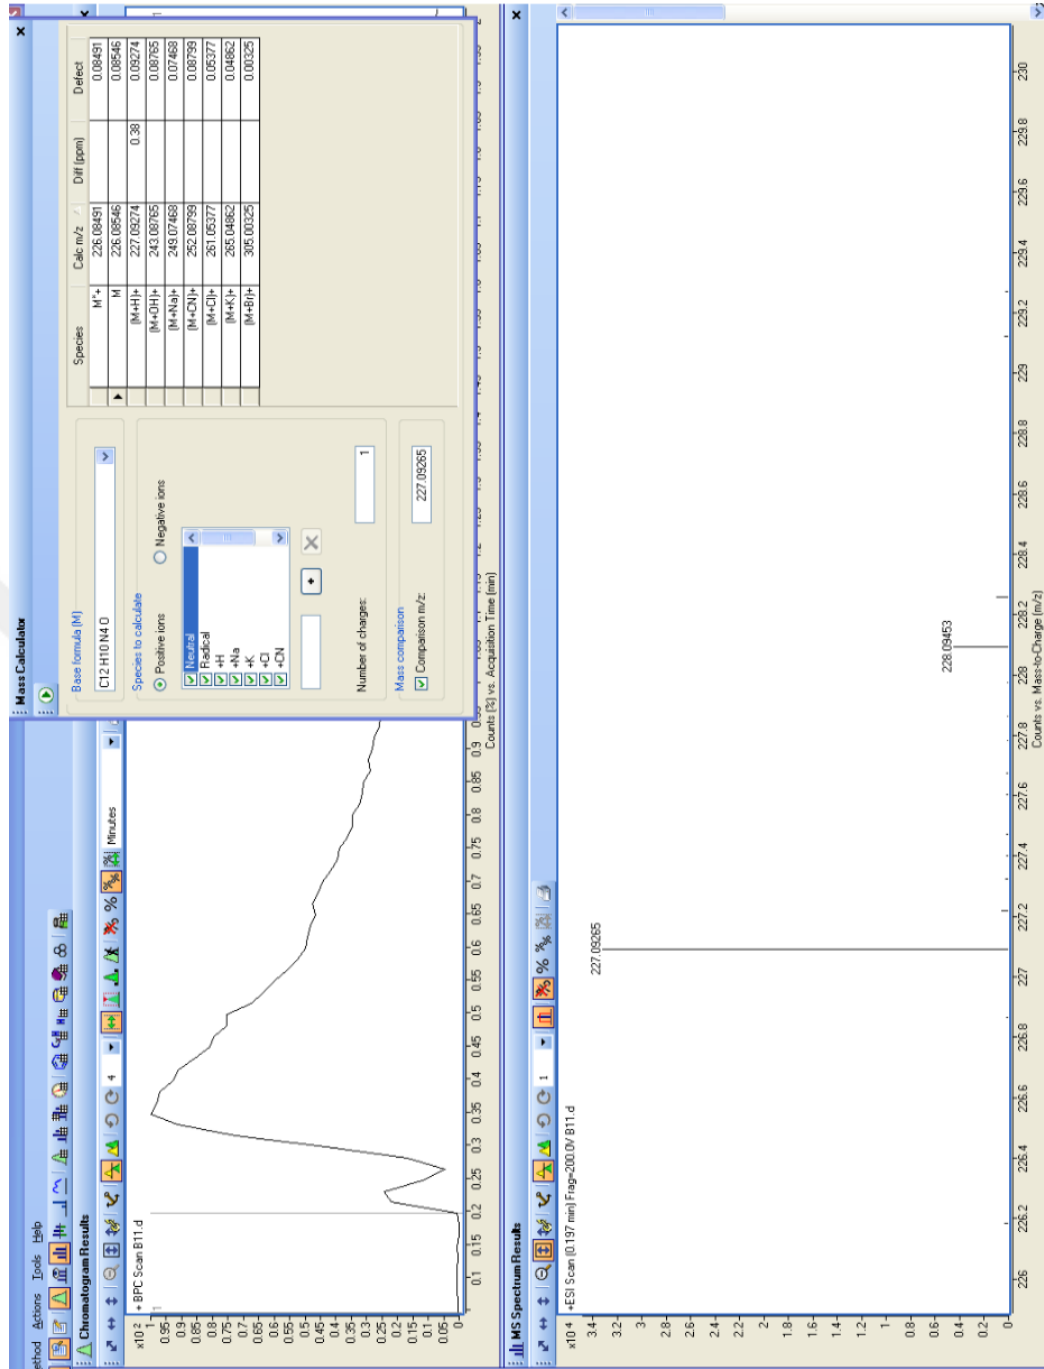 ethod Actions Tools Help
Chromatogram Results
4
Minutes
+ BPC Scan B11.d
x10 2
1
0.95
0.9
0.85
0.8
0.75
0.7
0.65
0.6
0.55
0.5
0.45
0.4
0.35
0.3
0.25
0.2
0.15
0.1
0.05
0
1
1
0.1 0.15 0.2 0.25 0.3 0.35 0.4 0.45 0.5 0.55 0.6 0.65 0.7 0.75 0.8 0.85 0.9
Counts (%) vs. Acquisition Time (min)
Mass Calculator
Base formula (M)
C12 H10 N4 O
Species to calculate
Positive ions Negative ions
Neutral
Radical
+H
+Na
+K
+Cl
+CN
Number of charges: 1
Mass comparison
Comparison m/z: 227.09265
Species Calc m/z Diff (ppm) Defect
M*+ 226.08491 0.08491
M 226.08546 0.08546
(M+H)+ 227.09274 0.38 0.09274
(M+OH)+ 243.08765 0.08765
(M+Na)+ 249.07468 0.07468
(M+CN)+ 252.08799 0.08799
(M+Cl)+ 261.05377 0.05377
(M+K)+ 265.04862 0.04862
(M+Br)+ 305.00325 0.00325
MS Spectrum Results
1
+ESI Scan (0.197 min) Frag=200.0V B11.d
x10 4
3.4
3.2
3
2.8
2.6
2.4
2.2
2
1.8
1.6
1.4
1.2
1
0.8
0.6
0.4
0.2
0
227.09265
228.09453
226 226.2 226.4 226.6 226.8 227 227.2 227.4 227.6 227.8 228 228.2 228.4 228.6 228.8 229 229.2 229.4 229.6 229.8 230
Counts vs. Mass-to-Charge (m/z)